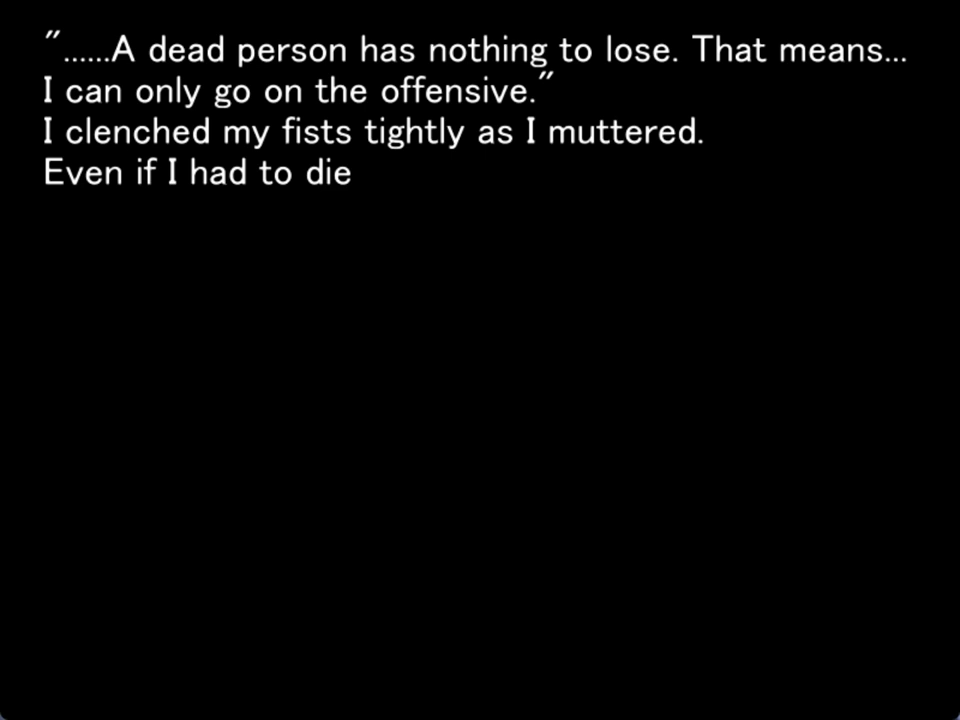 "......A dead person has nothing to lose. That means...
I can only go on the offensive."
I clenched my fists tightly as I muttered.
Even if I had to die